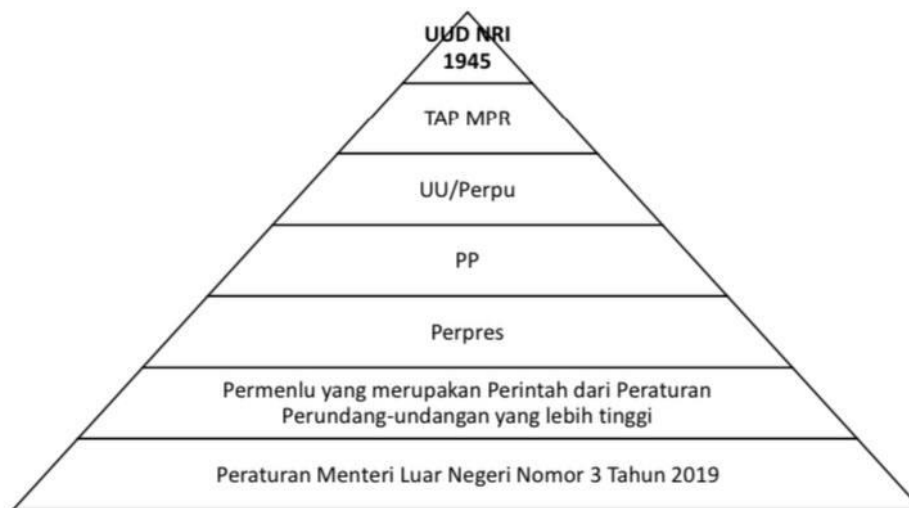 UUD NRI
1945
TAP MPR
UU/Perpu
PP
Perpres
Permenlu yang merupakan Perintah dari Peraturan
Perundang-undangan yang lebih tinggi
Peraturan Menteri Luar Negeri Nomor 3 Tahun 2019